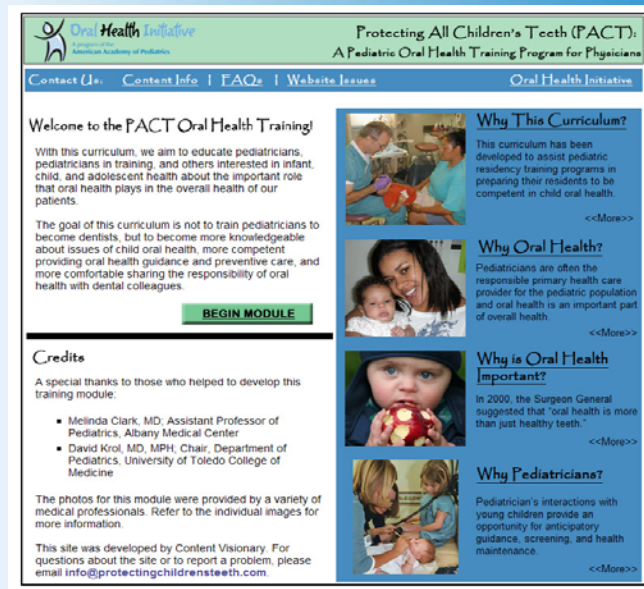 Oral Health Initiative
A program of the
American Academy of Pediatrics
Protecting All Children's Teeth (PACT):
A Pediatric Oral Health Training Program for Physicians
Contact Us: Content Info | FAQs | Website Issues
Oral Health Initiative
Welcome to the PACT Oral Health Training!
With this curriculum, we aim to educate pediatricians,
pediatricians in training, and others interested in infant,
child, and adolescent health about the important role
that oral health plays in the overall health of our
patients.
The goal of this curriculum is not to train pediatricians to
become dentists, but to become more knowledgeable
about issues of child oral health, more competent
providing oral health guidance and preventive care, and
more comfortable sharing the responsibility of oral
health with dental colleagues.
BEGIN MODULE
Credits
A special thanks to those who helped to develop this
training module:
Melinda Clark, MD; Assistant Professor of
Pediatrics, Albany Medical Center
David Krol, MD, MPH; Chair, Department of
Pediatrics, University of Toledo College of
Medicine
The photos for this module were provided by a variety of
medical professionals. Refer to the individual images for
more information.
This site was developed by Content Visionary. For
questions about the site or to report a problem, please
email info@protectingchildrensteeth.com.
Why This Curriculum?
This curriculum has been
developed to assist pediatric
residency training programs in
preparing their residents to be
competent in child oral health.
<<More>>
Why Oral Health?
Pediatricians are often the
responsible primary health care
provider for the pediatric population
and oral health is an important part
of overall health.
<<More>>
Why is Oral Health
Important?
In 2000, the Surgeon General
suggested that "oral health is more
than just healthy teeth."
<<More>>
Why Pediatricians?
Pediatrician's interactions with
young children provide an
opportunity for anticipatory
guidance, screening, and health
maintenance.
<<More>>